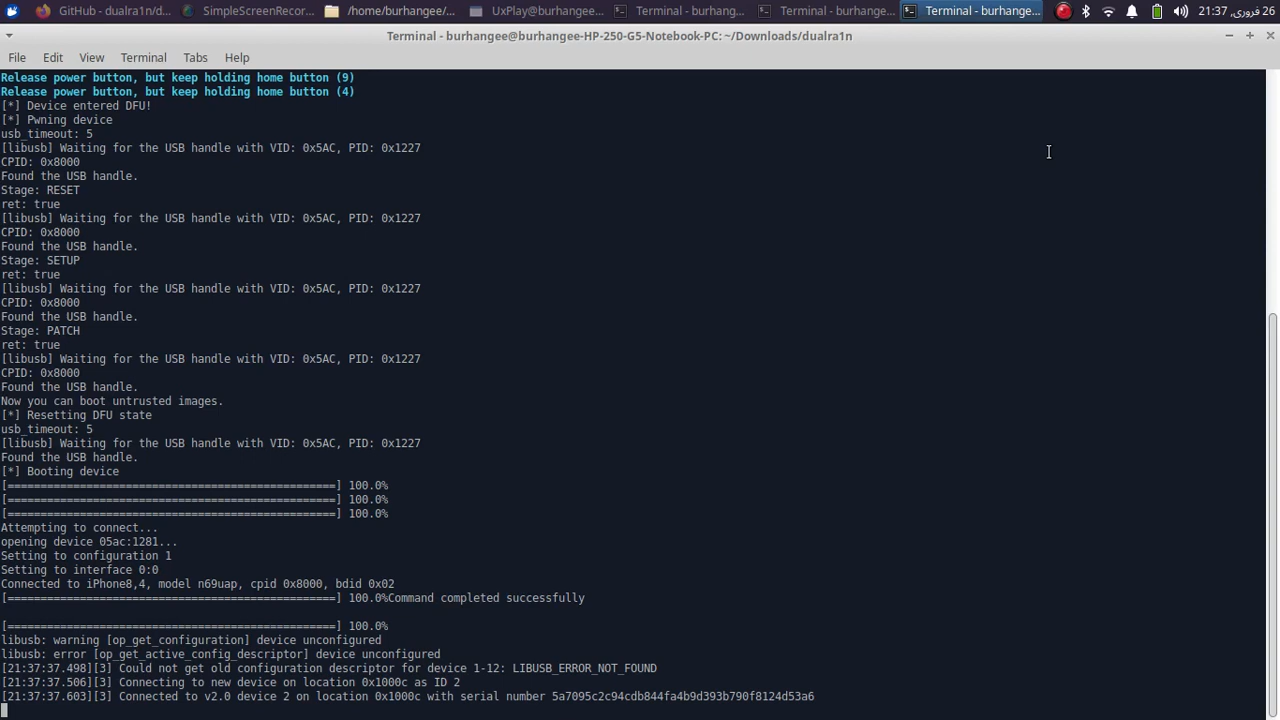 GitHub - dualra1n/d...
SimpleScreenRecor...
/home/burhangee/...
UxPlay@burhangee...
Terminal - burhang...
Terminal - burhange...
Terminal - burhange...
26 فروری, 21:37
Terminal - burhangee@burhangee-HP-250-G5-Notebook-PC: ~/Downloads/dualra1n
File Edit View Terminal Tabs Help
Release power button, but keep holding home button (9)
Release power button, but keep holding home button (4)
[*] Device entered DFU!
[*] Pwning device
usb_timeout: 5
[libusb] Waiting for the USB handle with VID: 0x5AC, PID: 0x1227
CPID: 0x8000
Found the USB handle.
Stage: RESET
ret: true
[libusb] Waiting for the USB handle with VID: 0x5AC, PID: 0x1227
CPID: 0x8000
Found the USB handle.
Stage: SETUP
ret: true
[libusb] Waiting for the USB handle with VID: 0x5AC, PID: 0x1227
CPID: 0x8000
Found the USB handle.
Stage: PATCH
ret: true
[libusb] Waiting for the USB handle with VID: 0x5AC, PID: 0x1227
CPID: 0x8000
Found the USB handle.
Now you can boot untrusted images.
[*] Resetting DFU state
usb_timeout: 5
[libusb] Waiting for the USB handle with VID: 0x5AC, PID: 0x1227
Found the USB handle.
[*] Booting device
[==================================================] 100.0%
[==================================================] 100.0%
[==================================================] 100.0%
Attempting to connect...
opening device 05ac:1281...
Setting to configuration 1
Setting to interface 0:0
Connected to iPhone8,4, model n69uap, cpid 0x8000, bdid 0x02
[==================================================] 100.0%Command completed successfully
[==================================================] 100.0%
libusb: warning [op_get_configuration] device unconfigured
libusb: error [op_get_active_config_descriptor] device unconfigured
[21:37:37.498][3] Could not get old configuration descriptor for device 1-12: LIBUSB_ERROR_NOT_FOUND
[21:37:37.506][3] Connecting to new device on location 0x1000c as ID 2
[21:37:37.603][3] Connected to v2.0 device 2 on location 0x1000c with serial number 5a7095c2c94cdb844fa4b9d393b790f8124d53a6